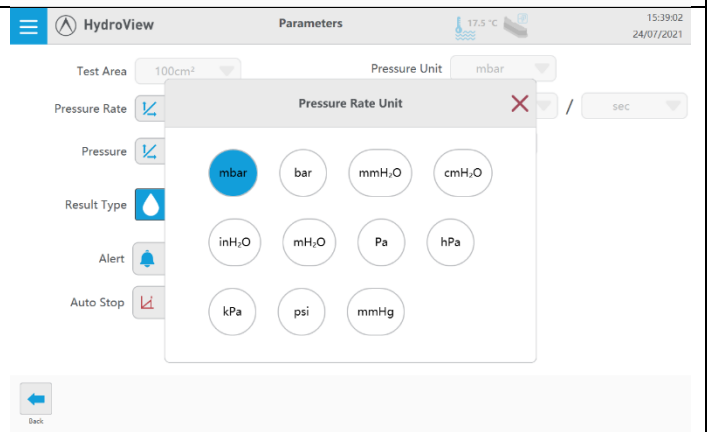 HydroView
Parameters
17.5 °C
15:39:02
24/07/2021
Test Area
100cm²
Pressure Unit
mbar
Pressure Rate
/
sec
Pressure Rate Unit
Pressure
mbar
bar
mmH₂O
cmH₂O
Result Type
inH₂O
mH₂O
Pa
hPa
Alert
Auto Stop
kPa
psi
mmHg
Back